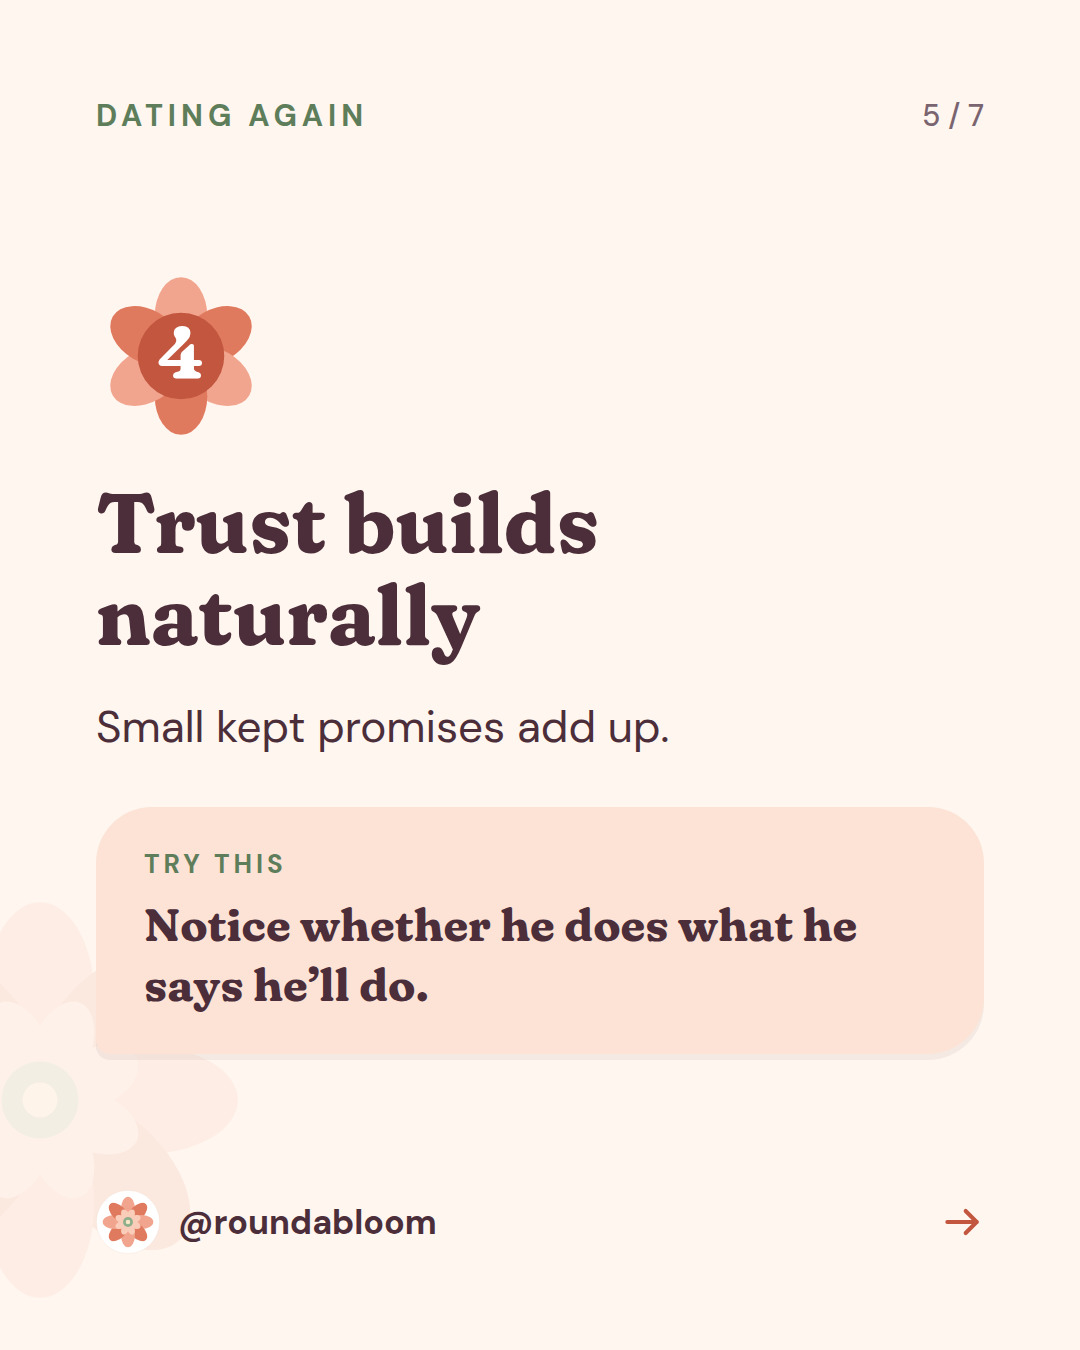 DATING AGAIN
5 / 7
4
Trust builds
naturally
Small kept promises add up.
TRY THIS
Notice whether he does what he
says he’ll do.
@roundabloom